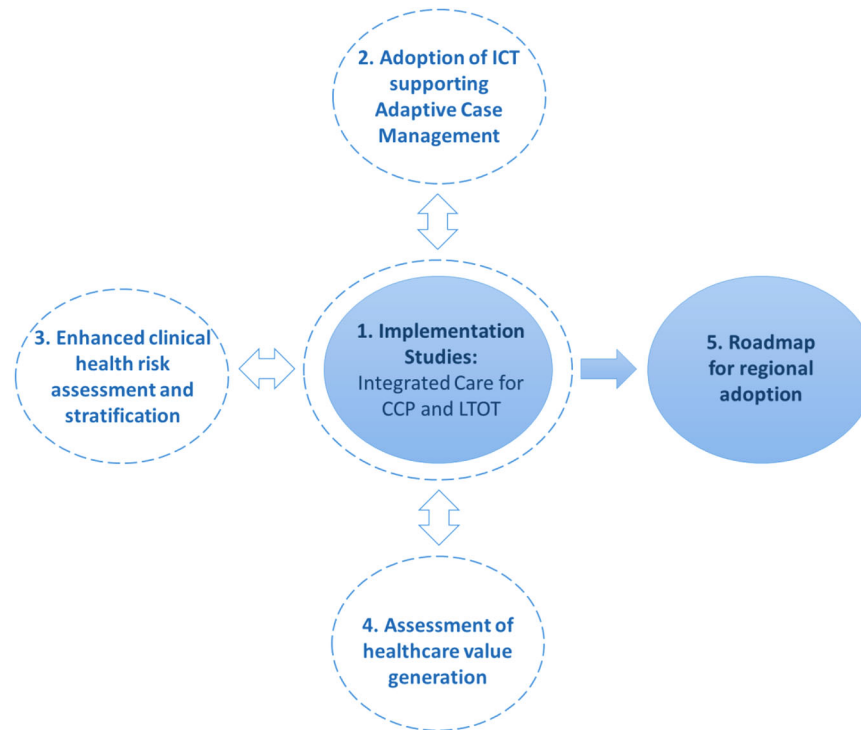 2. Adoption of ICT
supporting
Adaptive Case
Management
3. Enhanced clinical
health risk
assessment and
stratification
1. Implementation
Studies:
Integrated Care for
CCP and LTOT
5. Roadmap
for regional
adoption
4. Assessment of
healthcare value
generation